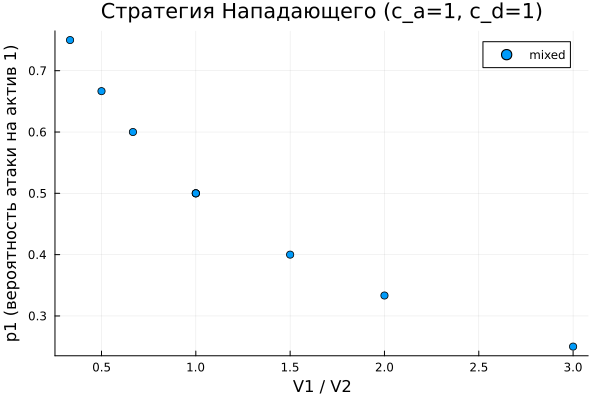 Стратегия Нападающего (c_a=1, c_d=1)
mixed
p1 (вероятность атаки на актив 1)
0.7
0.6
0.5
0.4
0.3
0.5
1.0
1.5
2.0
2.5
3.0
V1 / V2